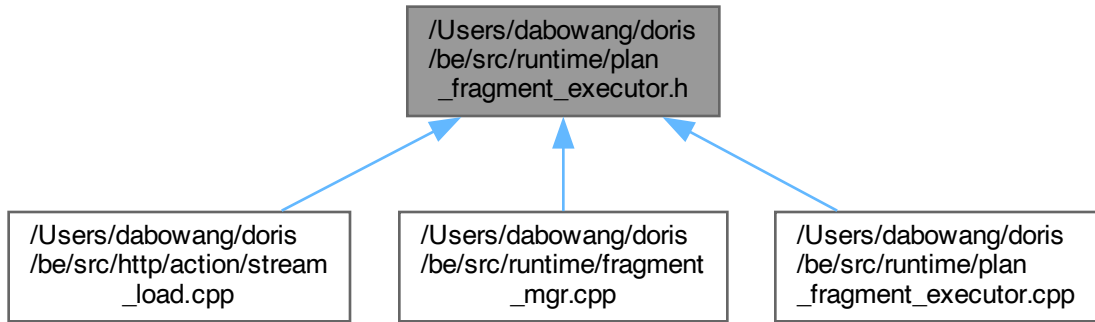 /Users/dabowang/doris
/be/src/runtime/plan
_fragment_executor.h
/Users/dabowang/doris
/be/src/http/action/stream
_load.cpp
/Users/dabowang/doris
/be/src/runtime/fragment
_mgr.cpp
/Users/dabowang/doris
/be/src/runtime/plan
_fragment_executor.cpp